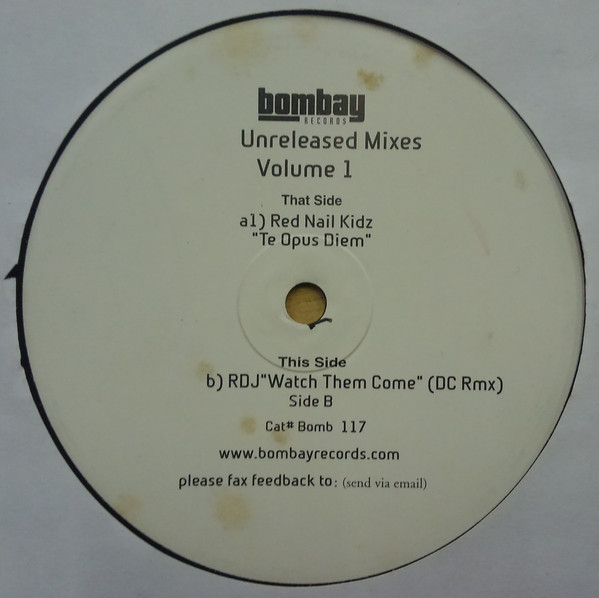 bombay
RECORDS
Unreleased Mixes
Volume 1
That Side
a1) Red Nail Kidz
"Te Opus Diem"
This Side
b) RDJ"Watch Them Come" (DC Rmx)
Side B
Cat# Bomb 117
www.bombayrecords.com
please fax feedback to: (send via email)